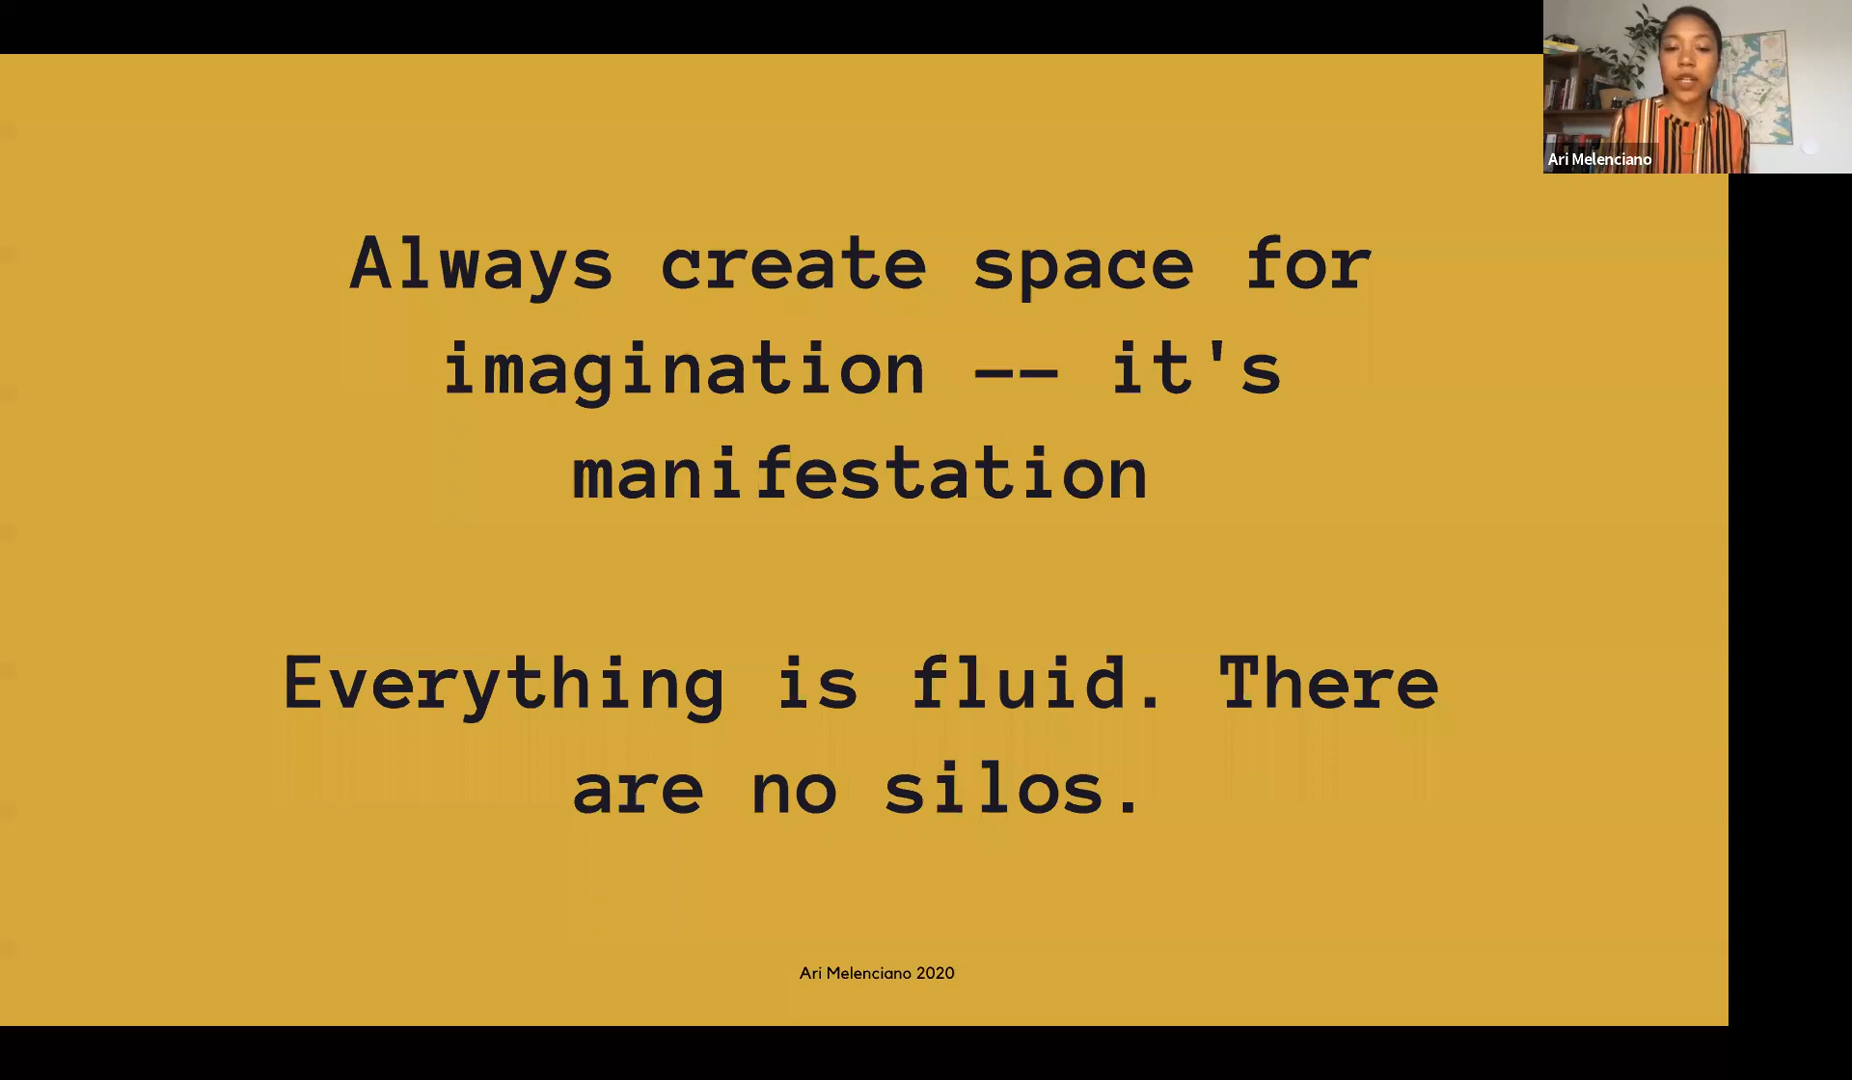 Always create space for
imagination -- it's
manifestation
Everything is fluid. There
are no silos.
Ari Melenciano 2020
Ari Melenciano